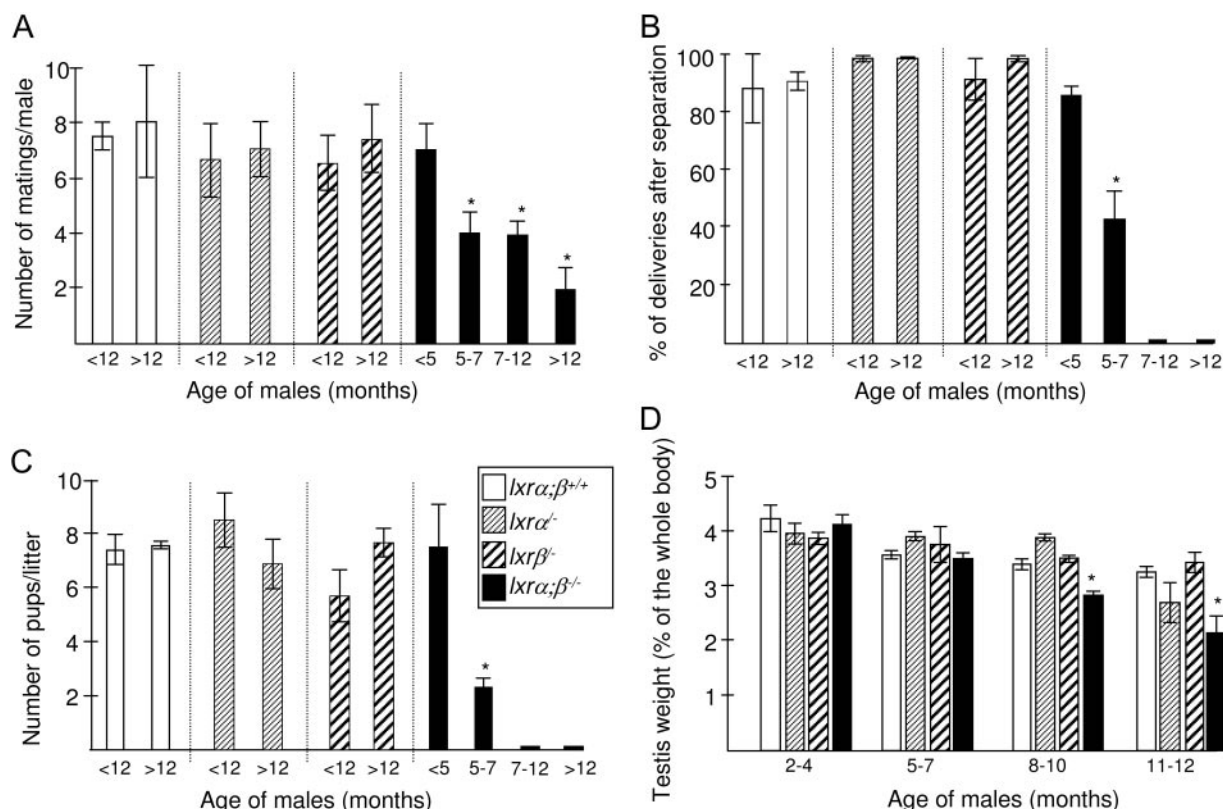 A
Number of matings/male
10
8
6
4
2
<12 >12 <12 >12 <12 >12 <5 5-7 7-12 >12
* * *
Age of males (months)
B
% of deliveries after separation
100
80
60
40
20
<12 >12 <12 >12 <12 >12 <5 5-7 7-12 >12
*
Age of males (months)
C
Number of pups/litter
10
8
6
4
2
lxrα;β+/+
lxrα/-
lxrβ/-
lxrα;β-/-
*
<12 >12 <12 >12 <12 >12 <5 5-7 7-12 >12
Age of males (months)
D
Testis weight (% of the whole body)
5
4
3
2
1
* *
2-4 5-7 8-10 11-12
Age of males (months)